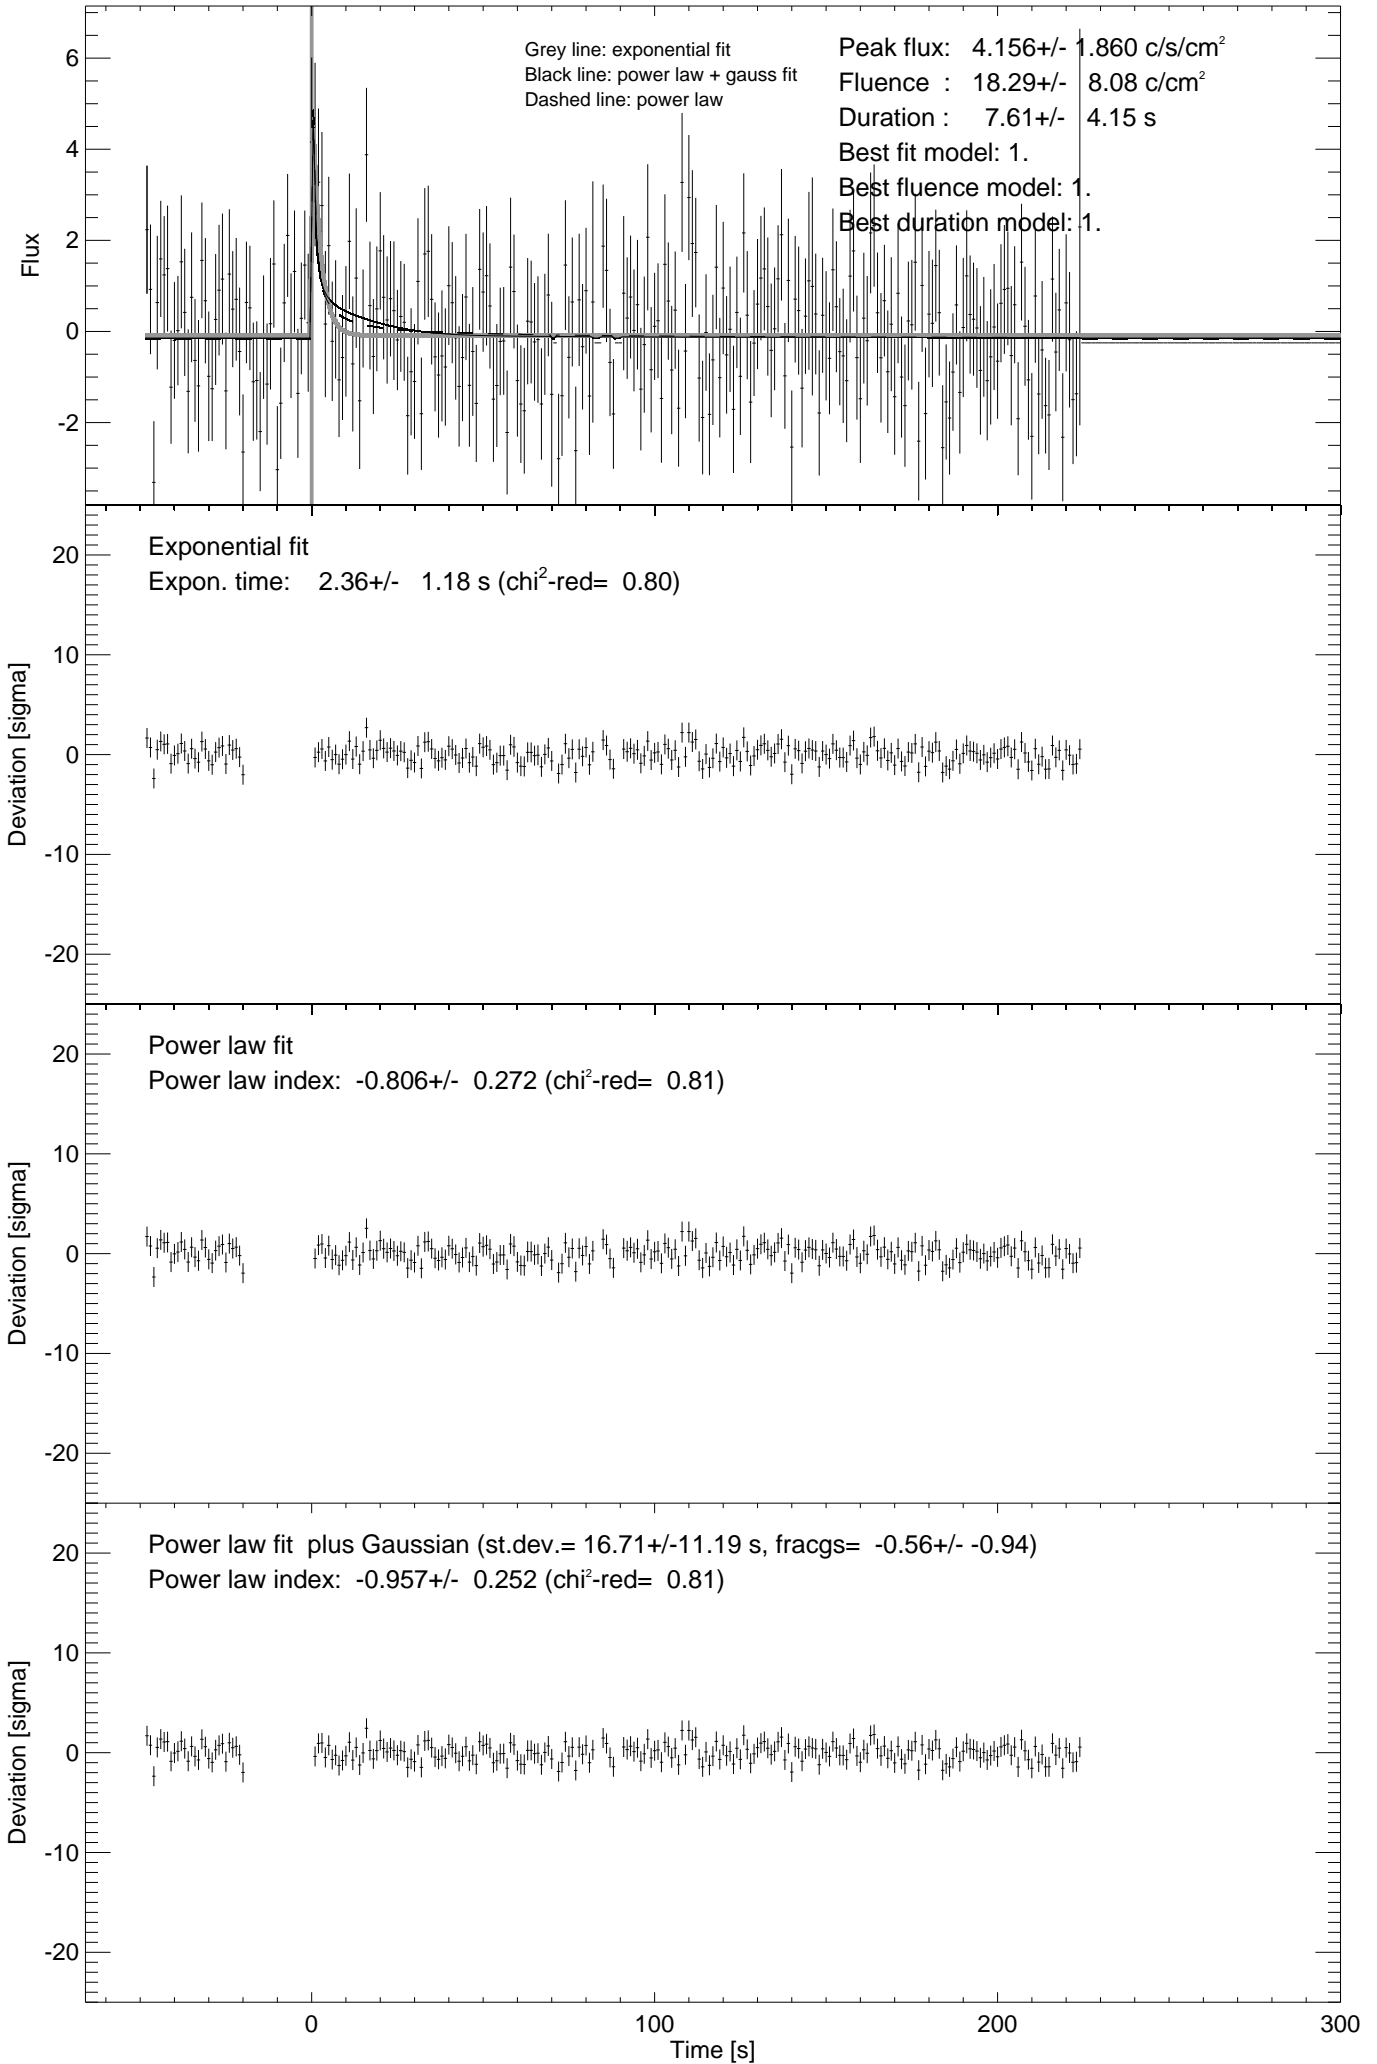 Grey line: exponential fit
Black line: power law + gauss fit
Dashed line: power law
Peak flux: 4.156+/- 1.860 c/s/cm²
Fluence : 18.29+/- 8.08 c/cm²
Duration : 7.61+/- 4.15 s
Best fit model: 1.
Best fluence model: 1.
Best duration model: 1.
6
4
2
0
-2
Flux
Exponential fit
Expon. time: 2.36+/- 1.18 s (chi²-red= 0.80)
20
10
0
-10
-20
Deviation [sigma]
Power law fit
Power law index: -0.806+/- 0.272 (chi²-red= 0.81)
20
10
0
-10
-20
Deviation [sigma]
Power law fit plus Gaussian (st.dev.= 16.71+/-11.19 s, fracgs= -0.56+/- -0.94)
Power law index: -0.957+/- 0.252 (chi²-red= 0.81)
20
10
0
-10
-20
Deviation [sigma]
0 100 200 300
Time [s]